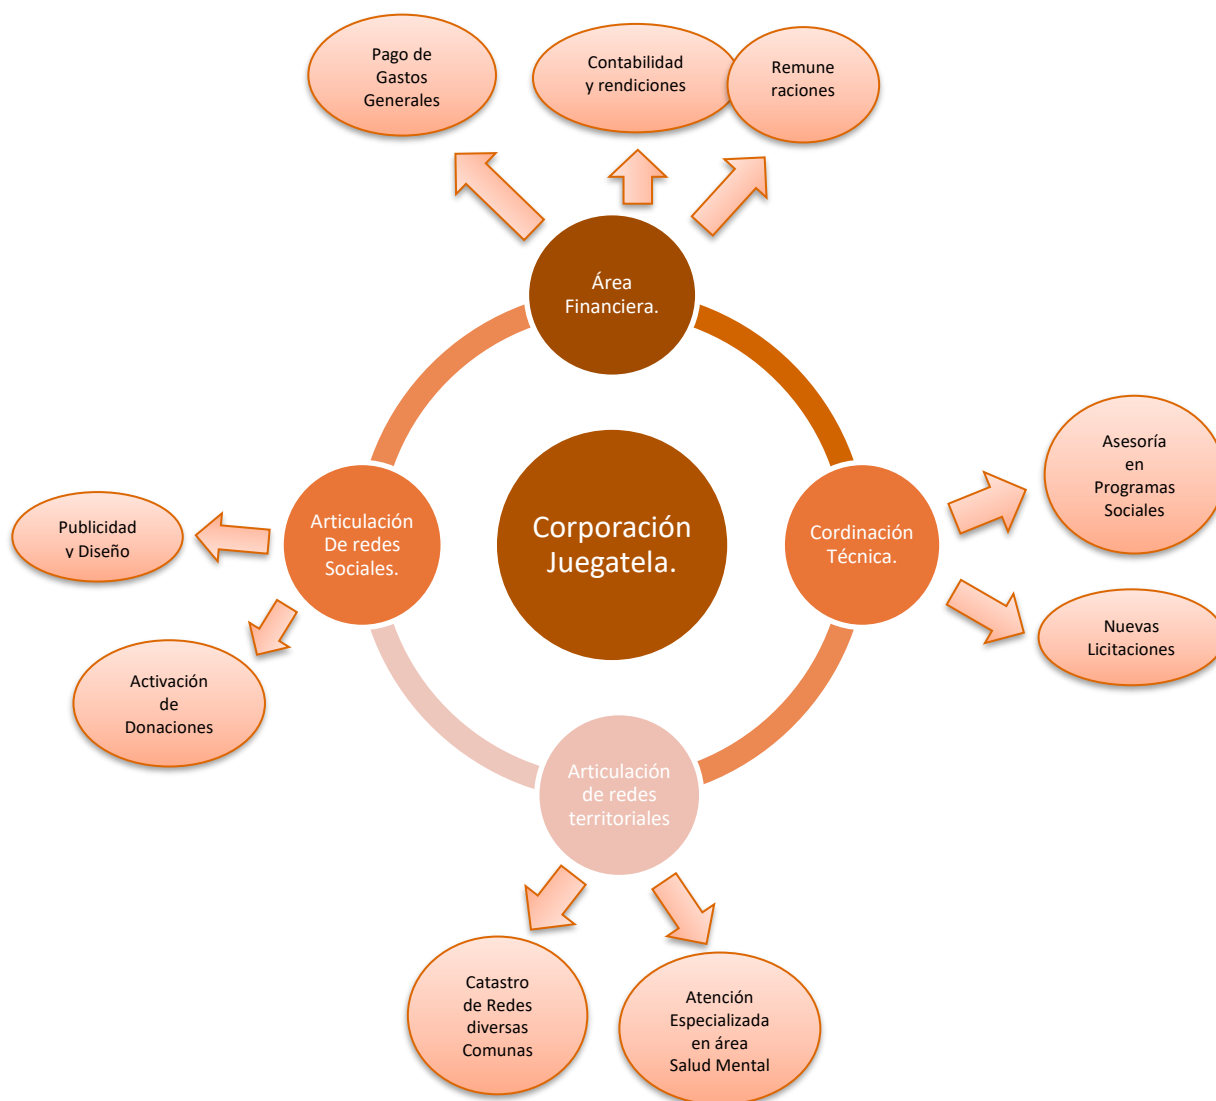 Pago de
Gastos
Generales
Contabilidad
y rendiciones
Remune
raciones
Área
Financiera.
Asesoría
en
Programas
Sociales
Publicidad
y Diseño
Articulación
De redes
Sociales.
Corporación
Juegatela.
Cordinación
Técnica.
Nuevas
Licitaciones
Activación
de
Donaciones
Articulación
de redes
territoriales
Catastro
de Redes
diversas
Comunas
Atención
Especializada
en área
Salud Mental